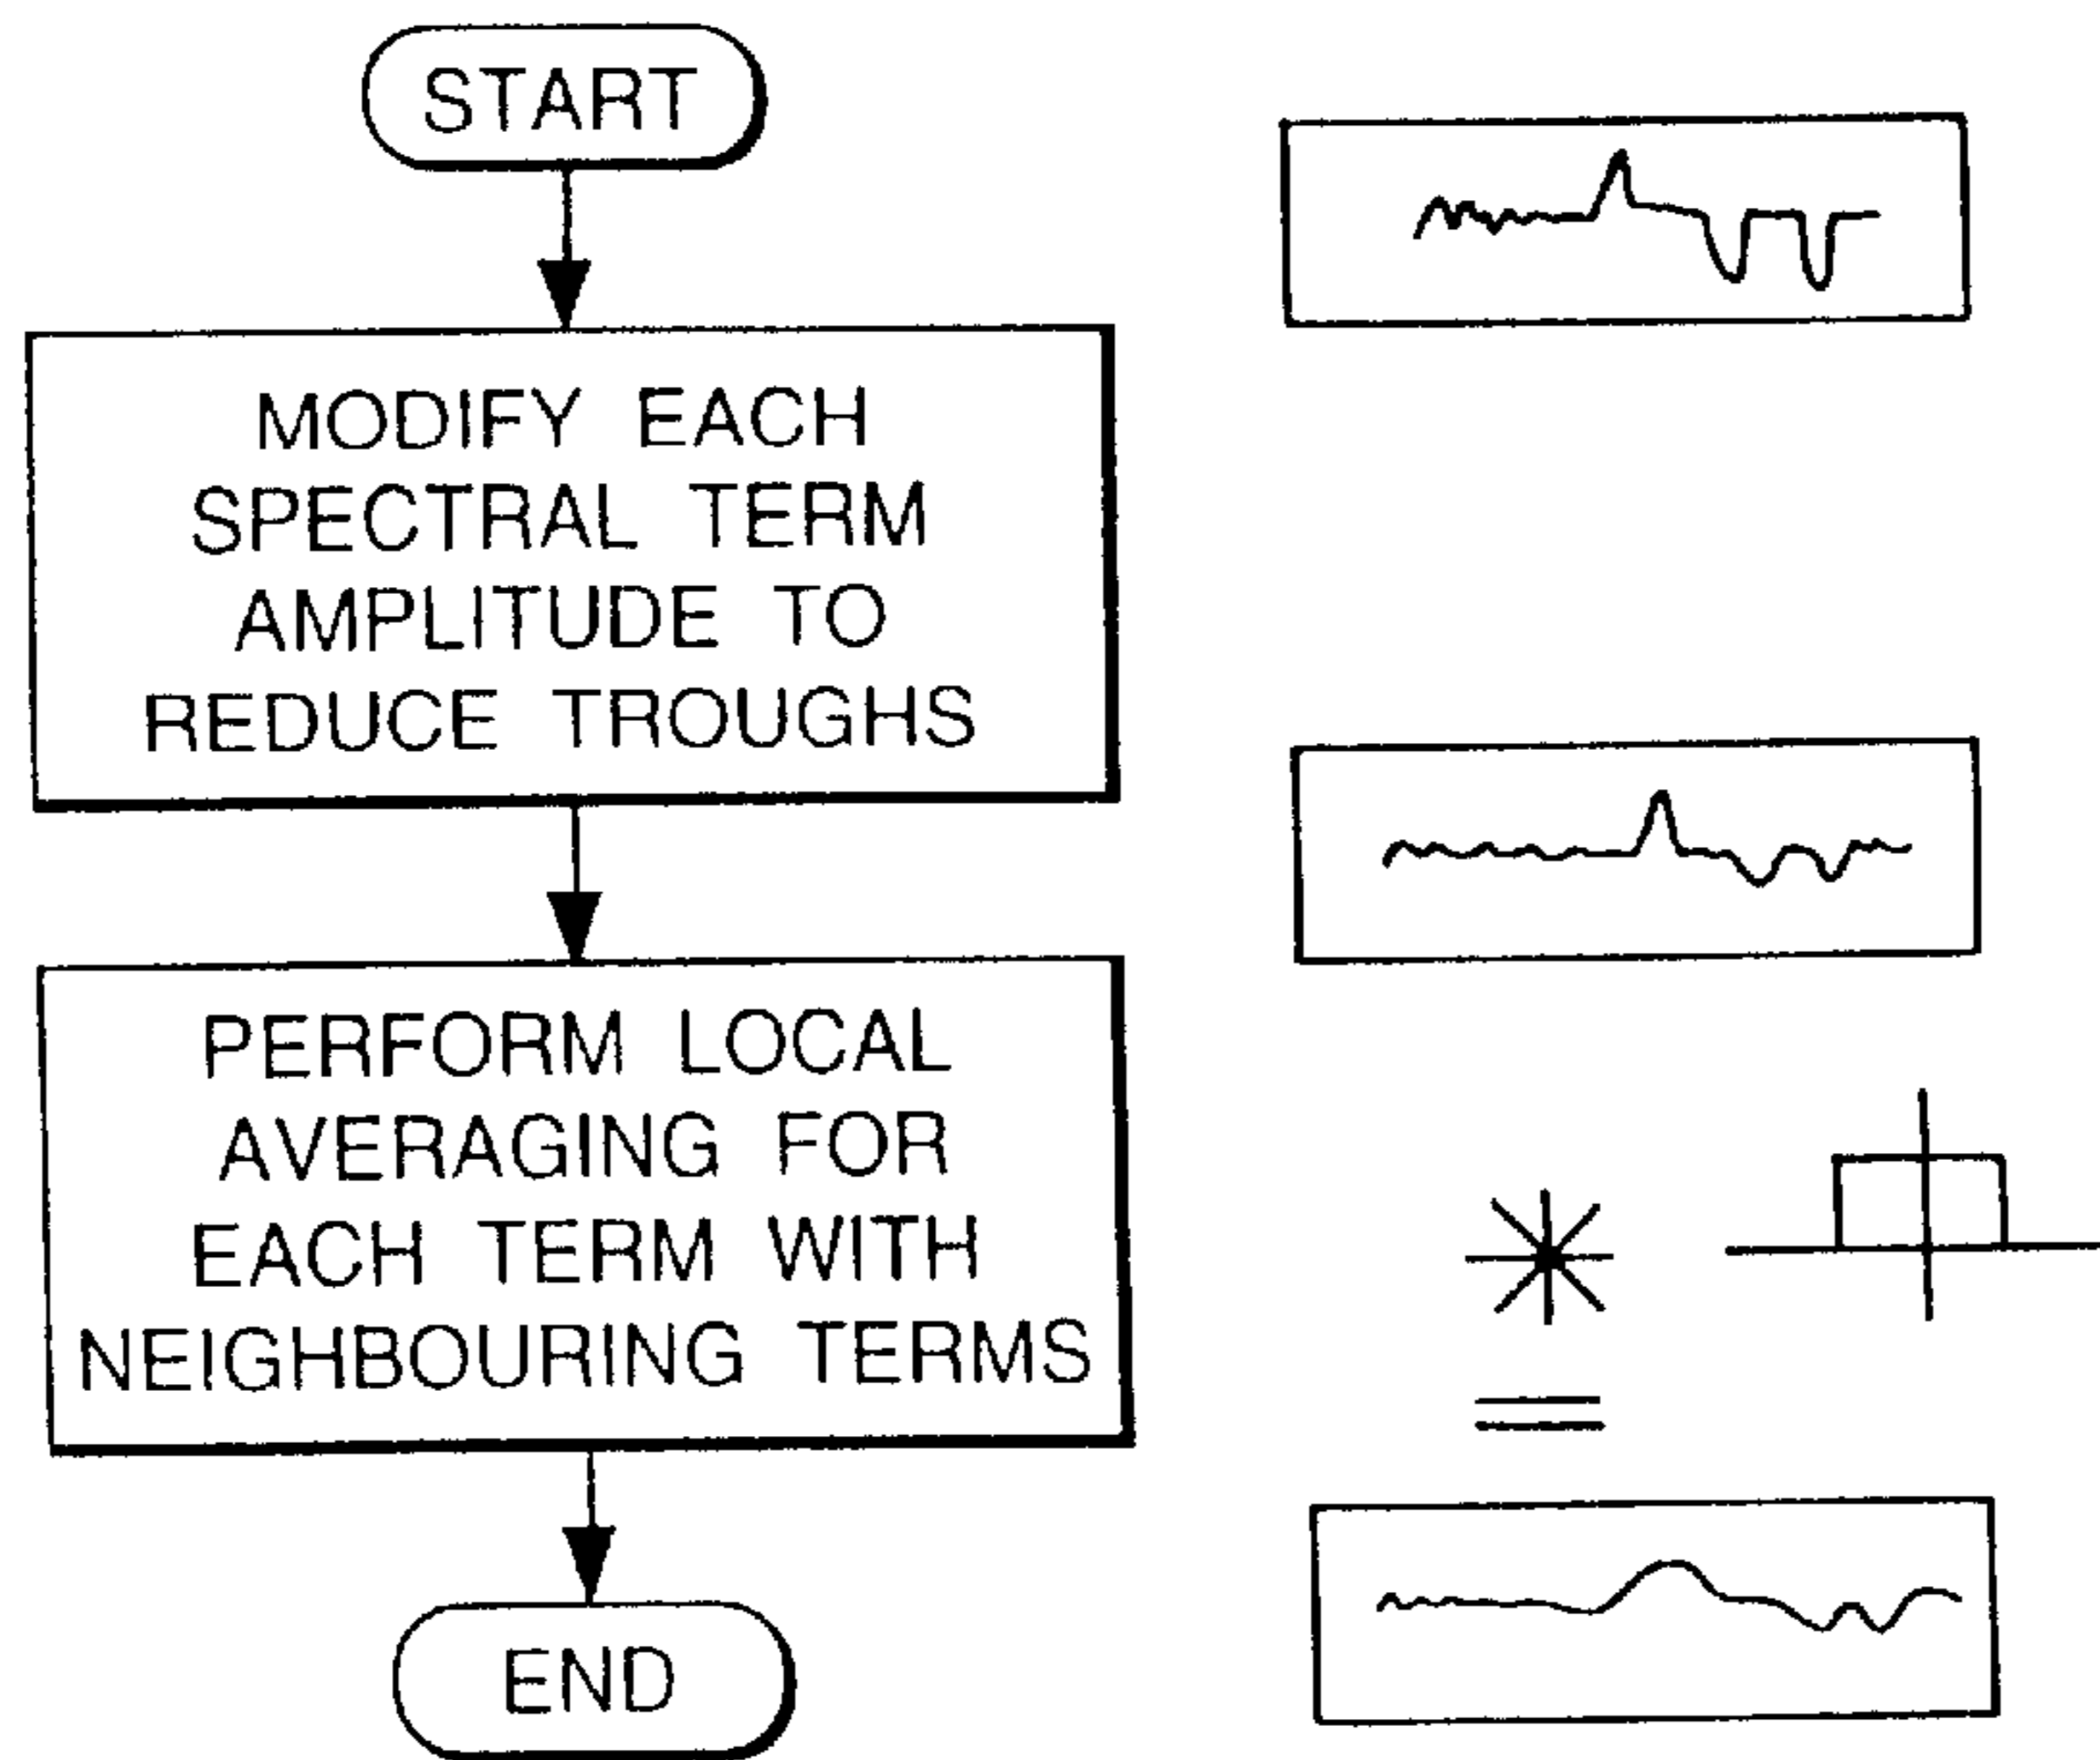 START
MODIFY EACH
SPECTRAL TERM
AMPLITUDE TO
REDUCE TROUGHS
PERFORM LOCAL
AVERAGING FOR
EACH TERM WITH
NEIGHBOURING TERMS
END